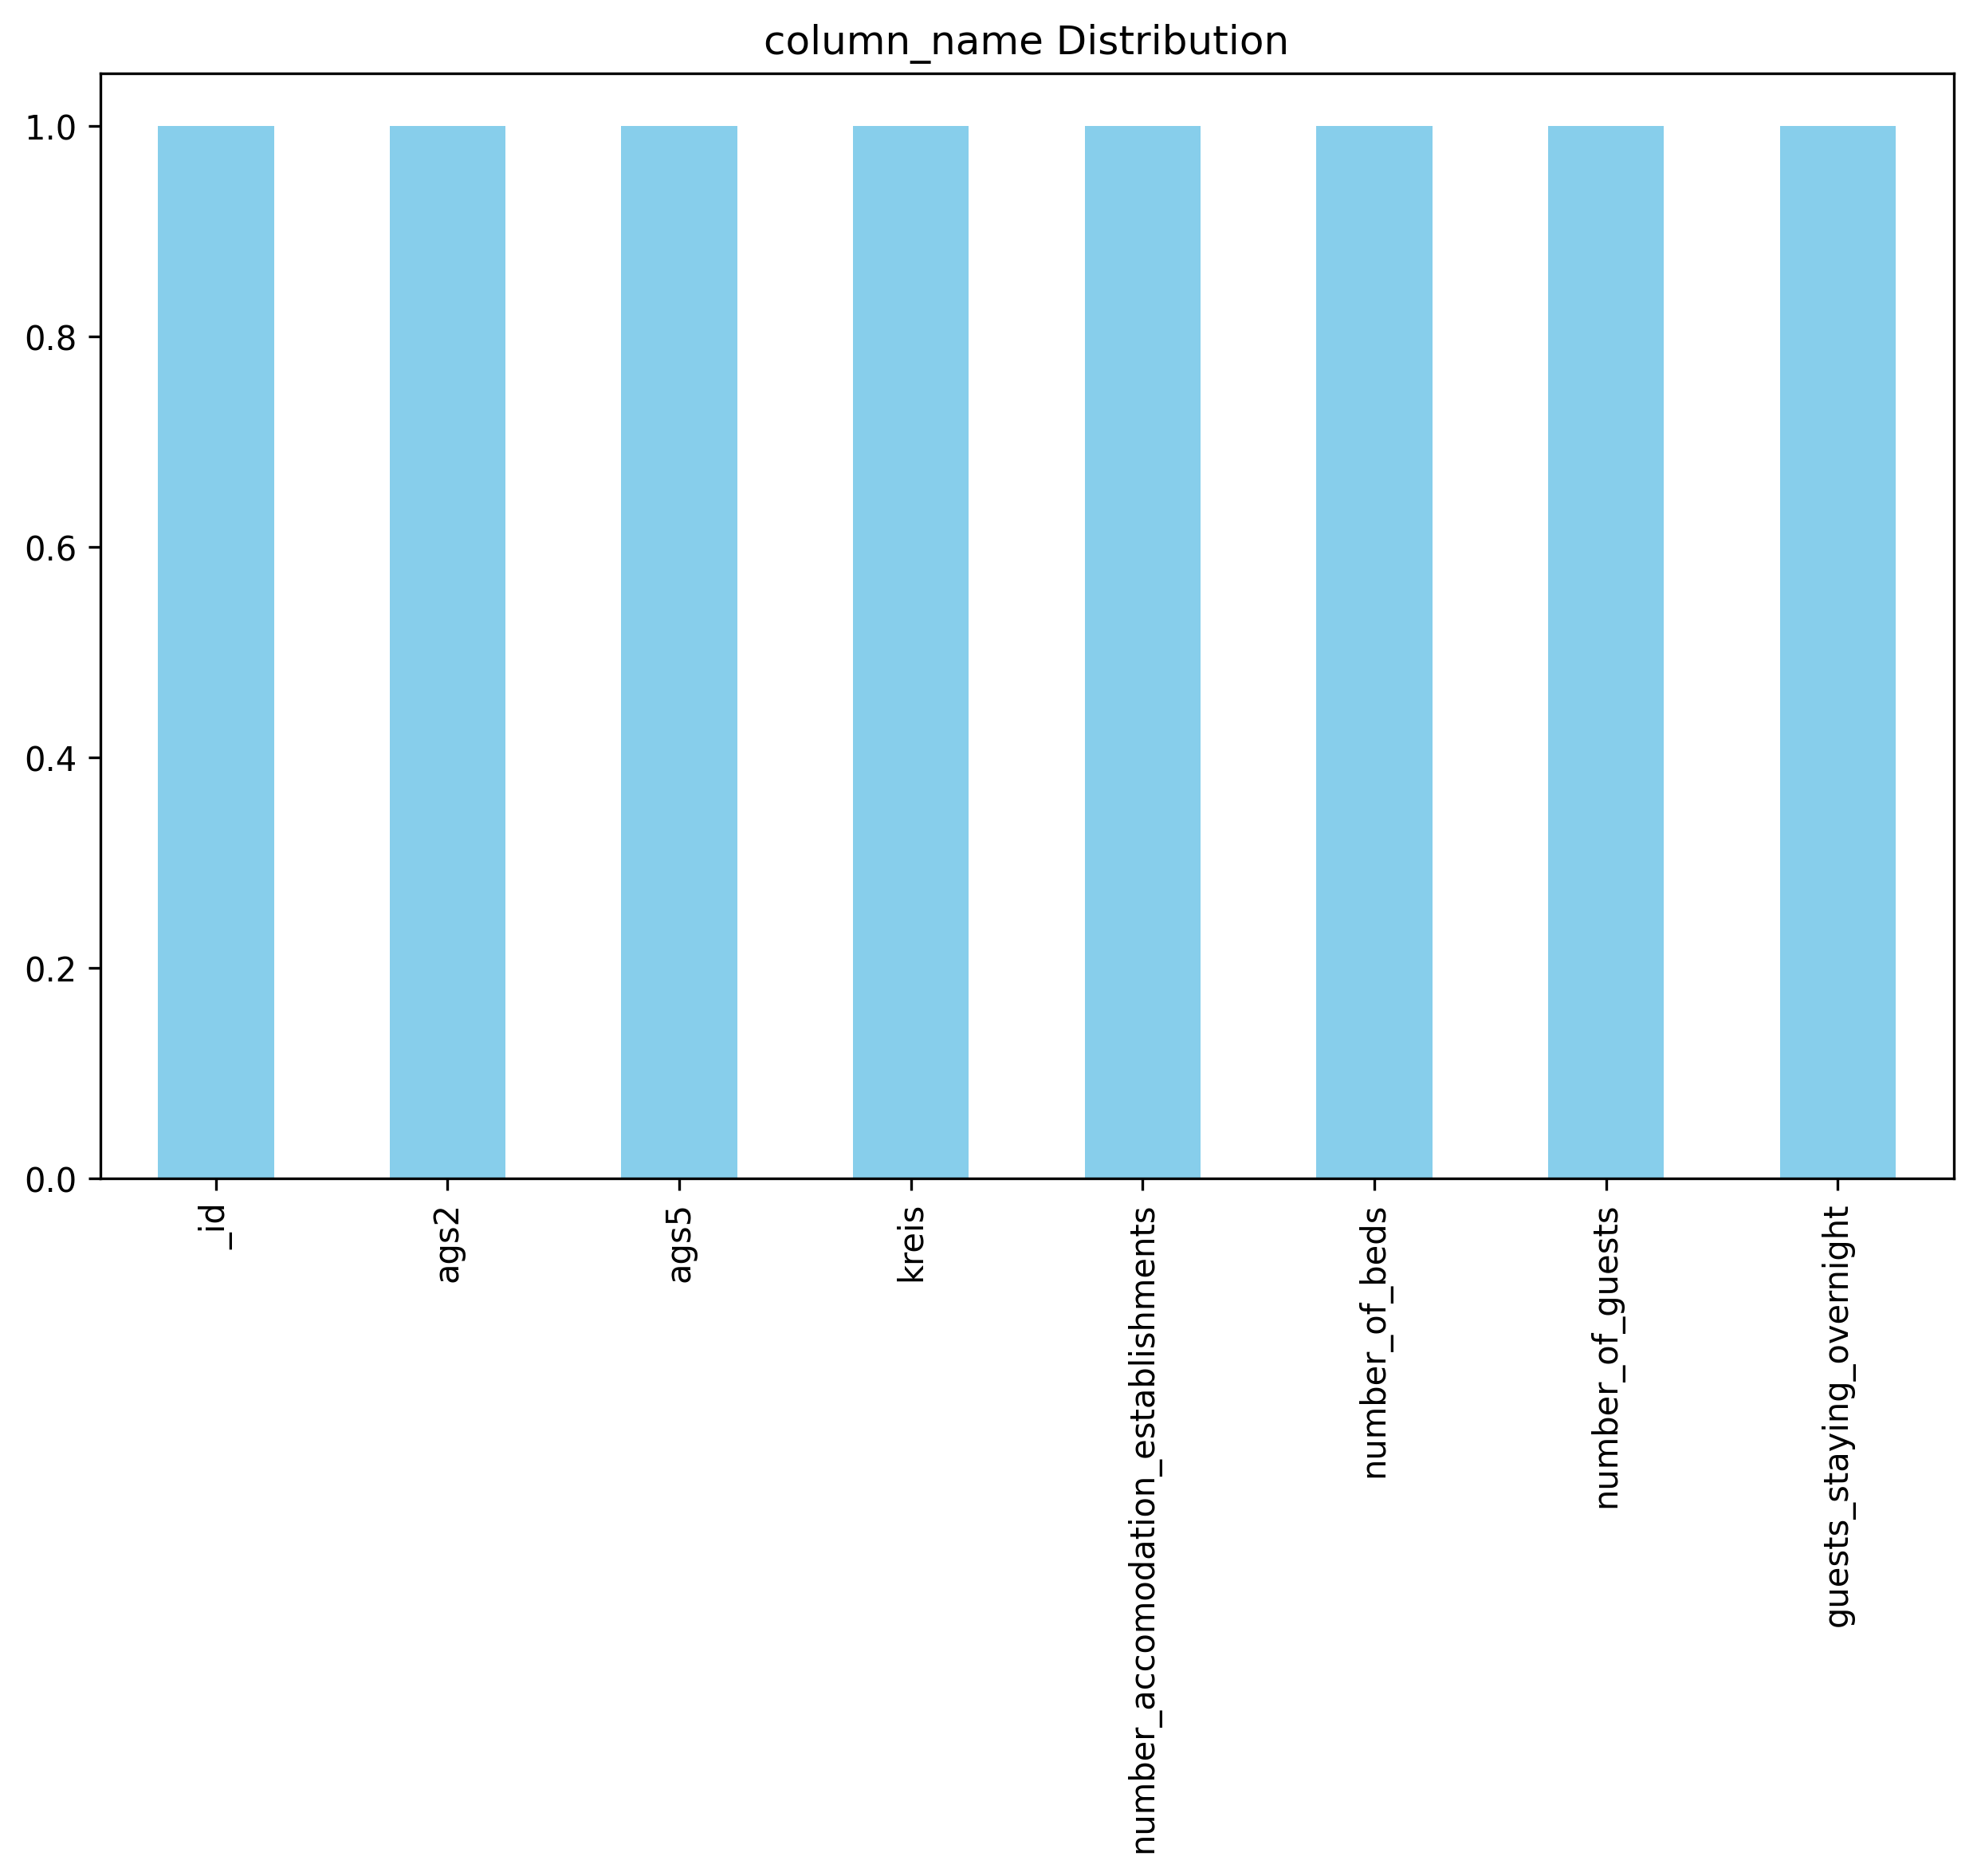 column_name Distribution
1.0
0.8
0.6
0.4
0.2
0.0
_id
ags2
ags5
kreis
number_accomodation_establishments
number_of_beds
number_of_guests
guests_staying_overnight